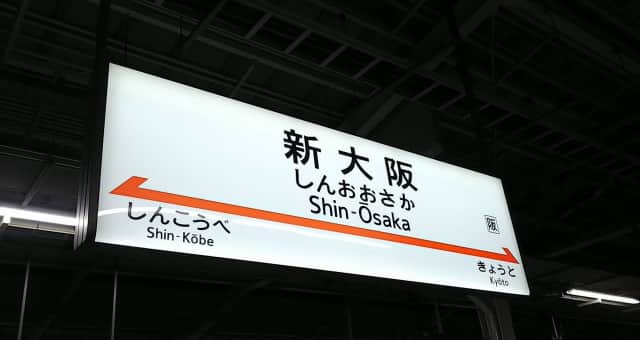 新大阪
しんおおさか
Shin-Ōsaka
阪
しんこうべ
Shin-Kōbe
きょうと
Kyōto